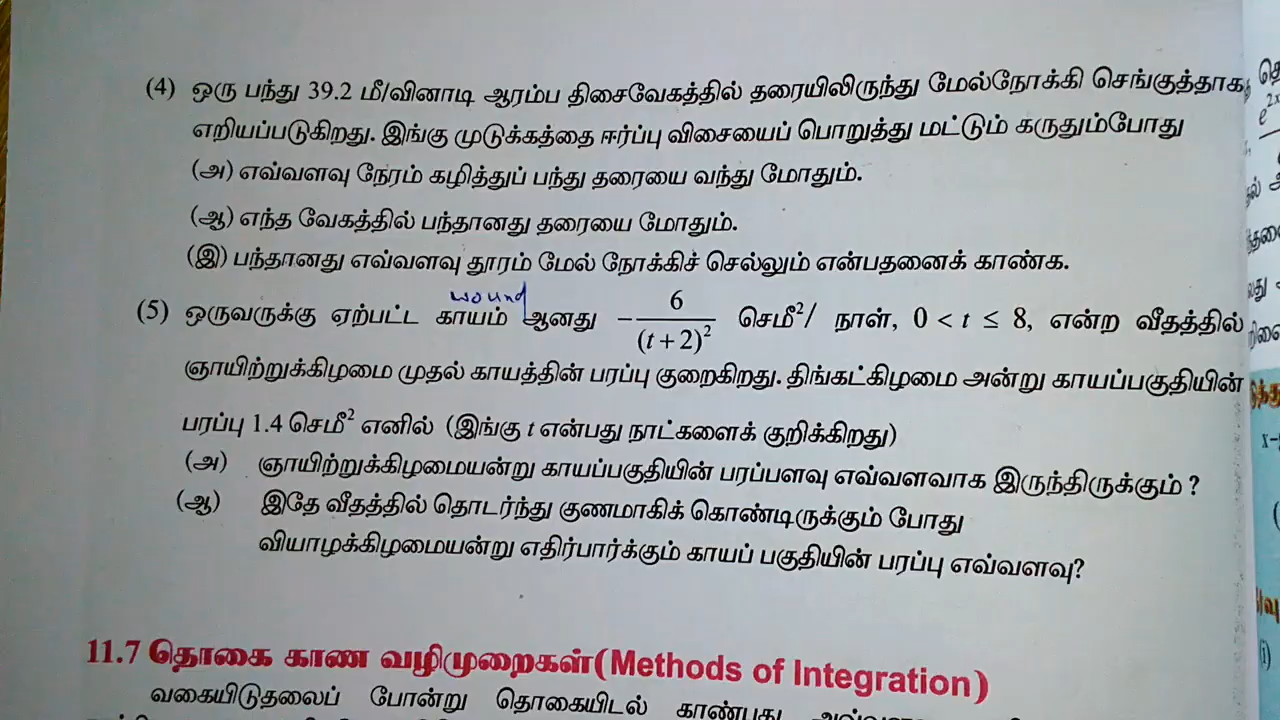 (4) ஒரு பந்து 39.2 மீ/வினாடி ஆரம்ப திசைவேகத்தில் தரையிலிருந்து மேல்நோக்கி செங்குத்தாக
எறியப்படுகிறது. இங்கு முடுக்கத்தை ஈர்ப்பு விசையைப் பொறுத்து மட்டும் கருதும்போது
(அ) எவ்வளவு நேரம் கழித்துப் பந்து தரையை வந்து மோதும்.
(ஆ) எந்த வேகத்தில் பந்தானது தரையை மோதும்.
(இ) பந்தானது எவ்வளவு தூரம் மேல் நோக்கிச் செல்லும் என்பதனைக் காண்க.
wound
(5) ஒருவருக்கு ஏற்பட்ட காயம் ஆனது −6/(t+2)² செமீ²/ நாள், 0 < t ≤ 8, என்ற வீதத்தில்
ஞாயிற்றுக்கிழமை முதல் காயத்தின் பரப்பு குறைகிறது. திங்கட்கிழமை அன்று காயப்பகுதியின்
பரப்பு 1.4 செமீ² எனில் (இங்கு t என்பது நாட்களைக் குறிக்கிறது)
(அ) ஞாயிற்றுக்கிழமையன்று காயப்பகுதியின் பரப்பளவு எவ்வளவாக இருந்திருக்கும் ?
(ஆ) இதே வீதத்தில் தொடர்ந்து குணமாகிக் கொண்டிருக்கும் போது
வியாழக்கிழமையன்று எதிர்பார்க்கும் காயப் பகுதியின் பரப்பு எவ்வளவு?
11.7 தொகை காண வழிமுறைகள்(Methods of Integration)
வகையிடுதலைப் போன்று தொகையிடல் காண்பது